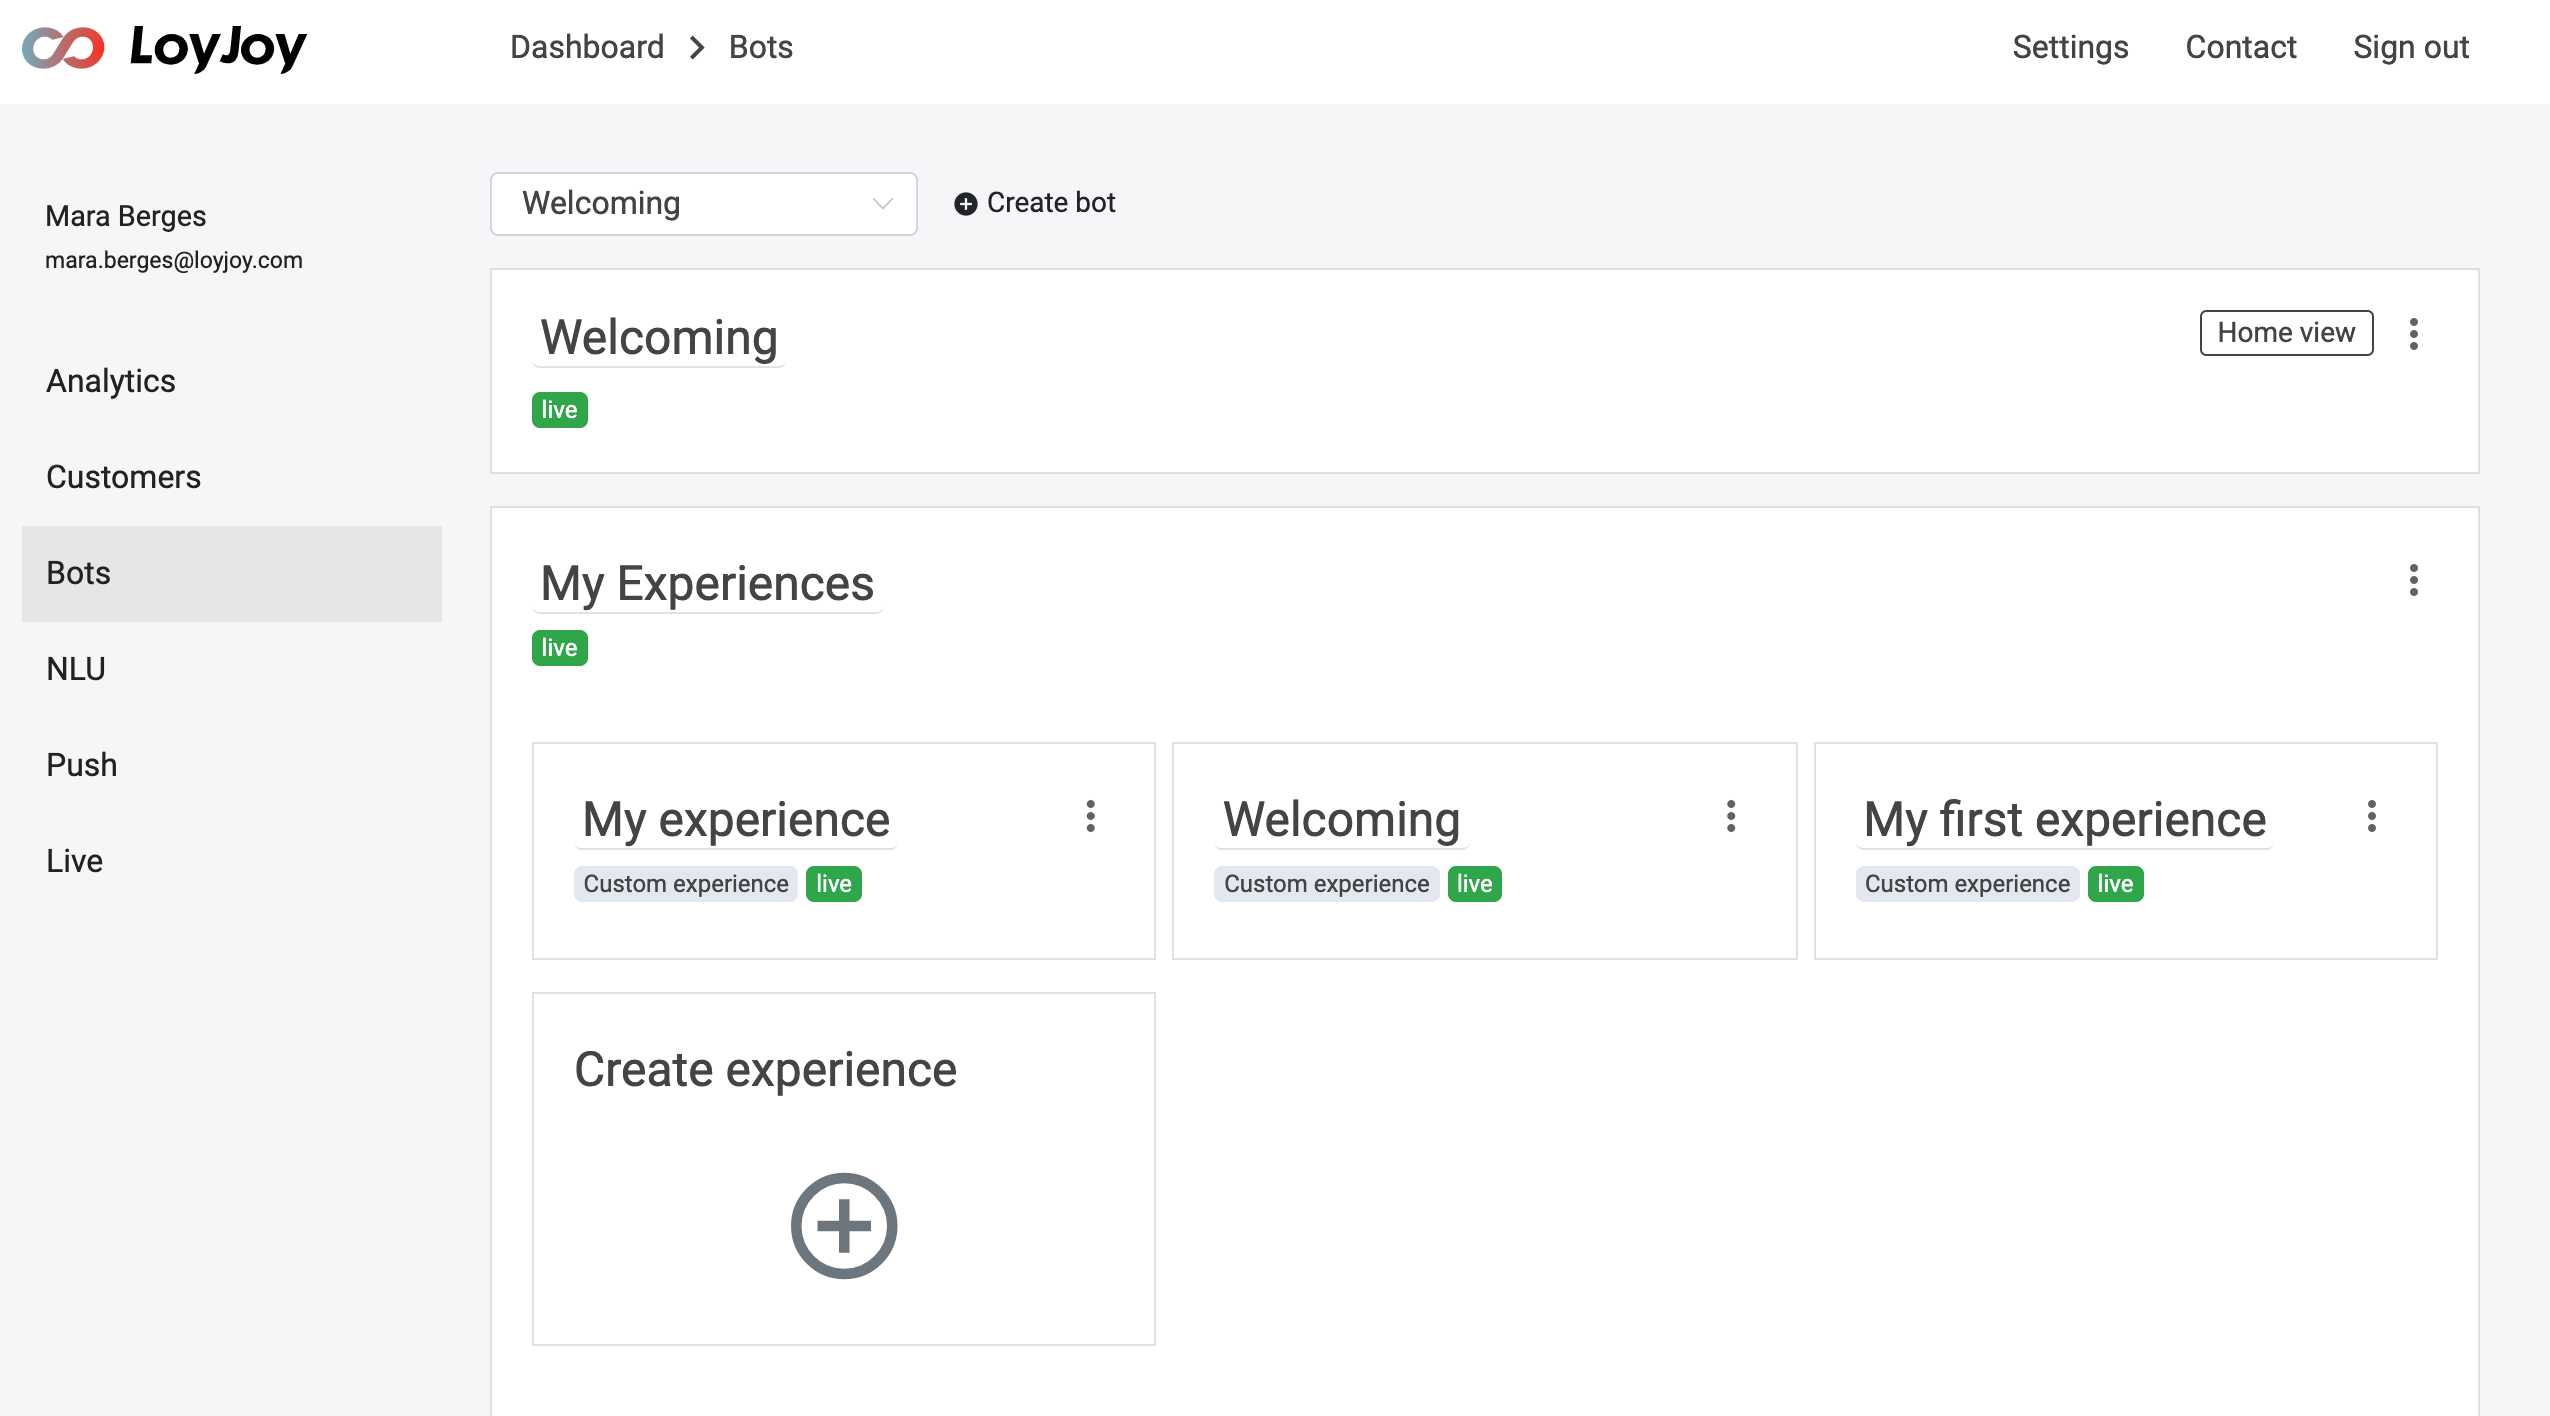 LoyJoy
Dashboard > Bots
Settings Contact Sign out
Mara Berges
mara.berges@loyjoy.com
Analytics
Customers
Bots
NLU
Push
Live
Welcoming
Create bot
Welcoming
Home view
live
My Experiences
live
My experience
Custom experience live
Welcoming
Custom experience live
My first experience
Custom experience live
Create experience